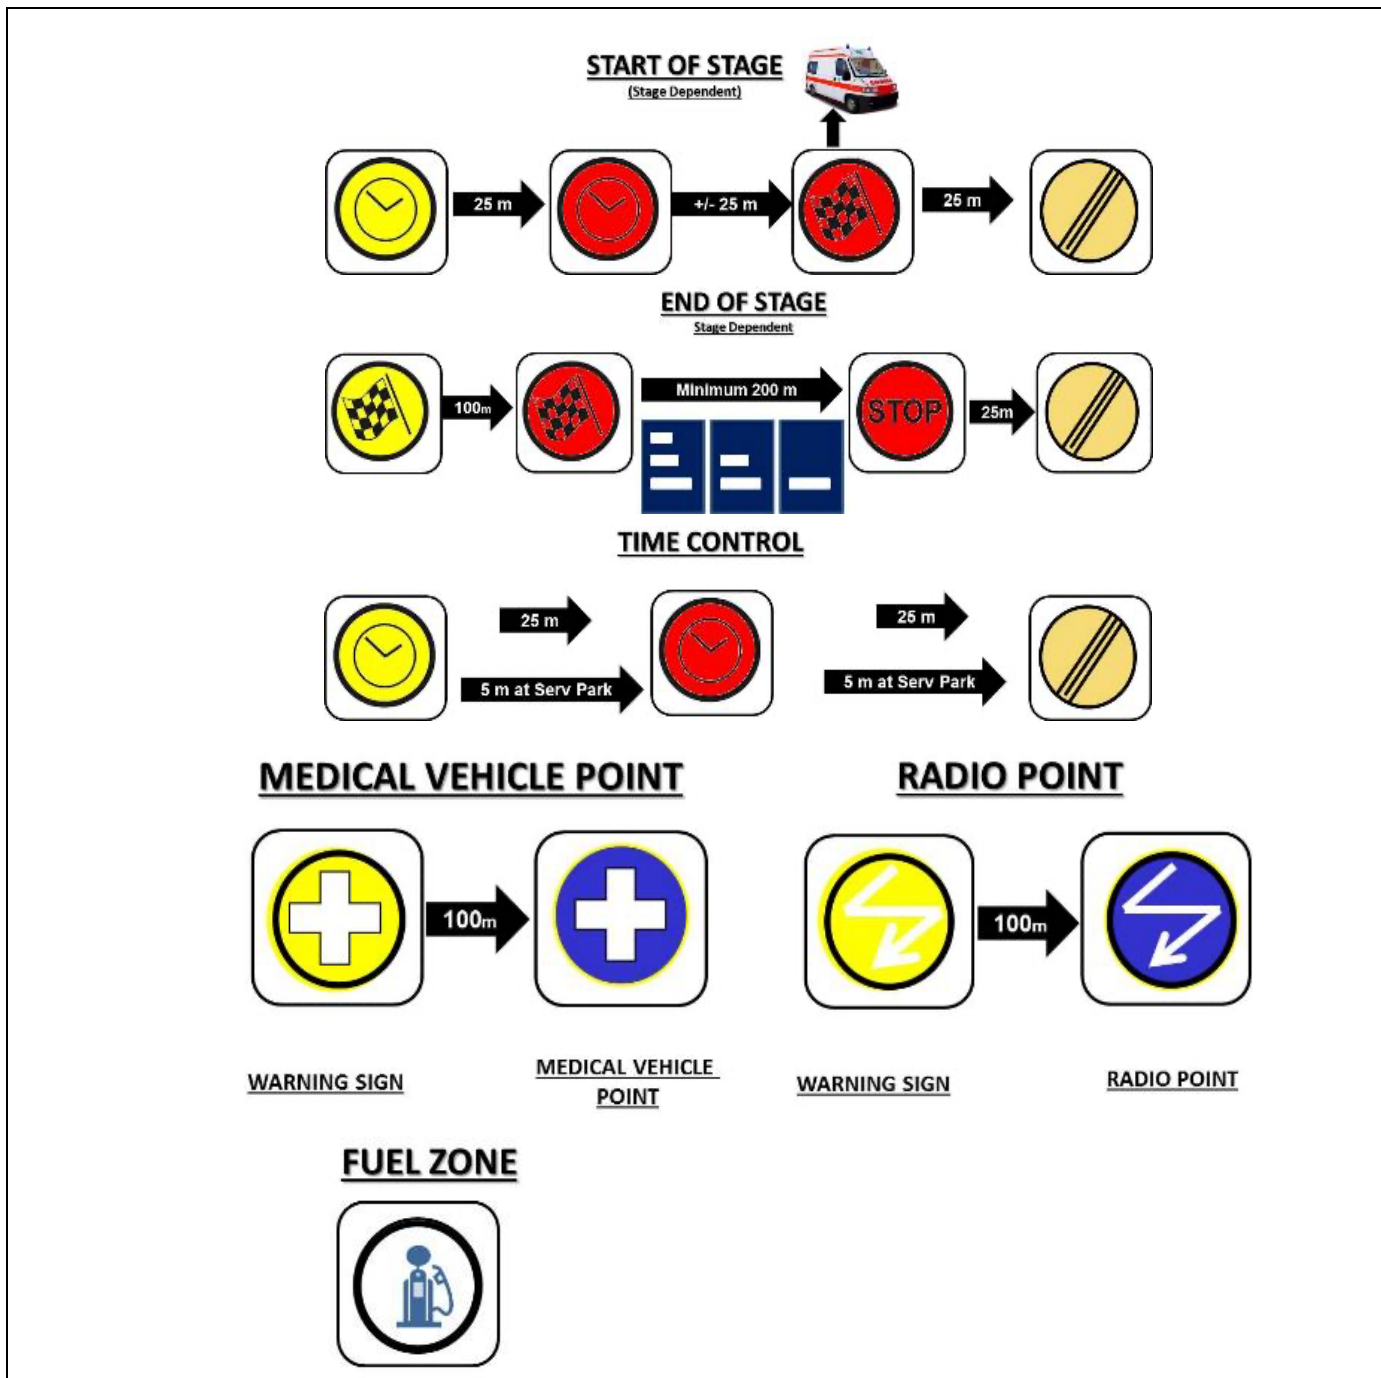 START OF STAGE
(Stage Dependent)
25 m
+/- 25 m
25 m
END OF STAGE
Stage Dependent
100m
Minimum 200 m
STOP
25m
TIME CONTROL
25 m
25 m
5 m at Serv Park
5 m at Serv Park
MEDICAL VEHICLE POINT
RADIO POINT
100m
100m
WARNING SIGN
MEDICAL VEHICLE
POINT
WARNING SIGN
RADIO POINT
FUEL ZONE